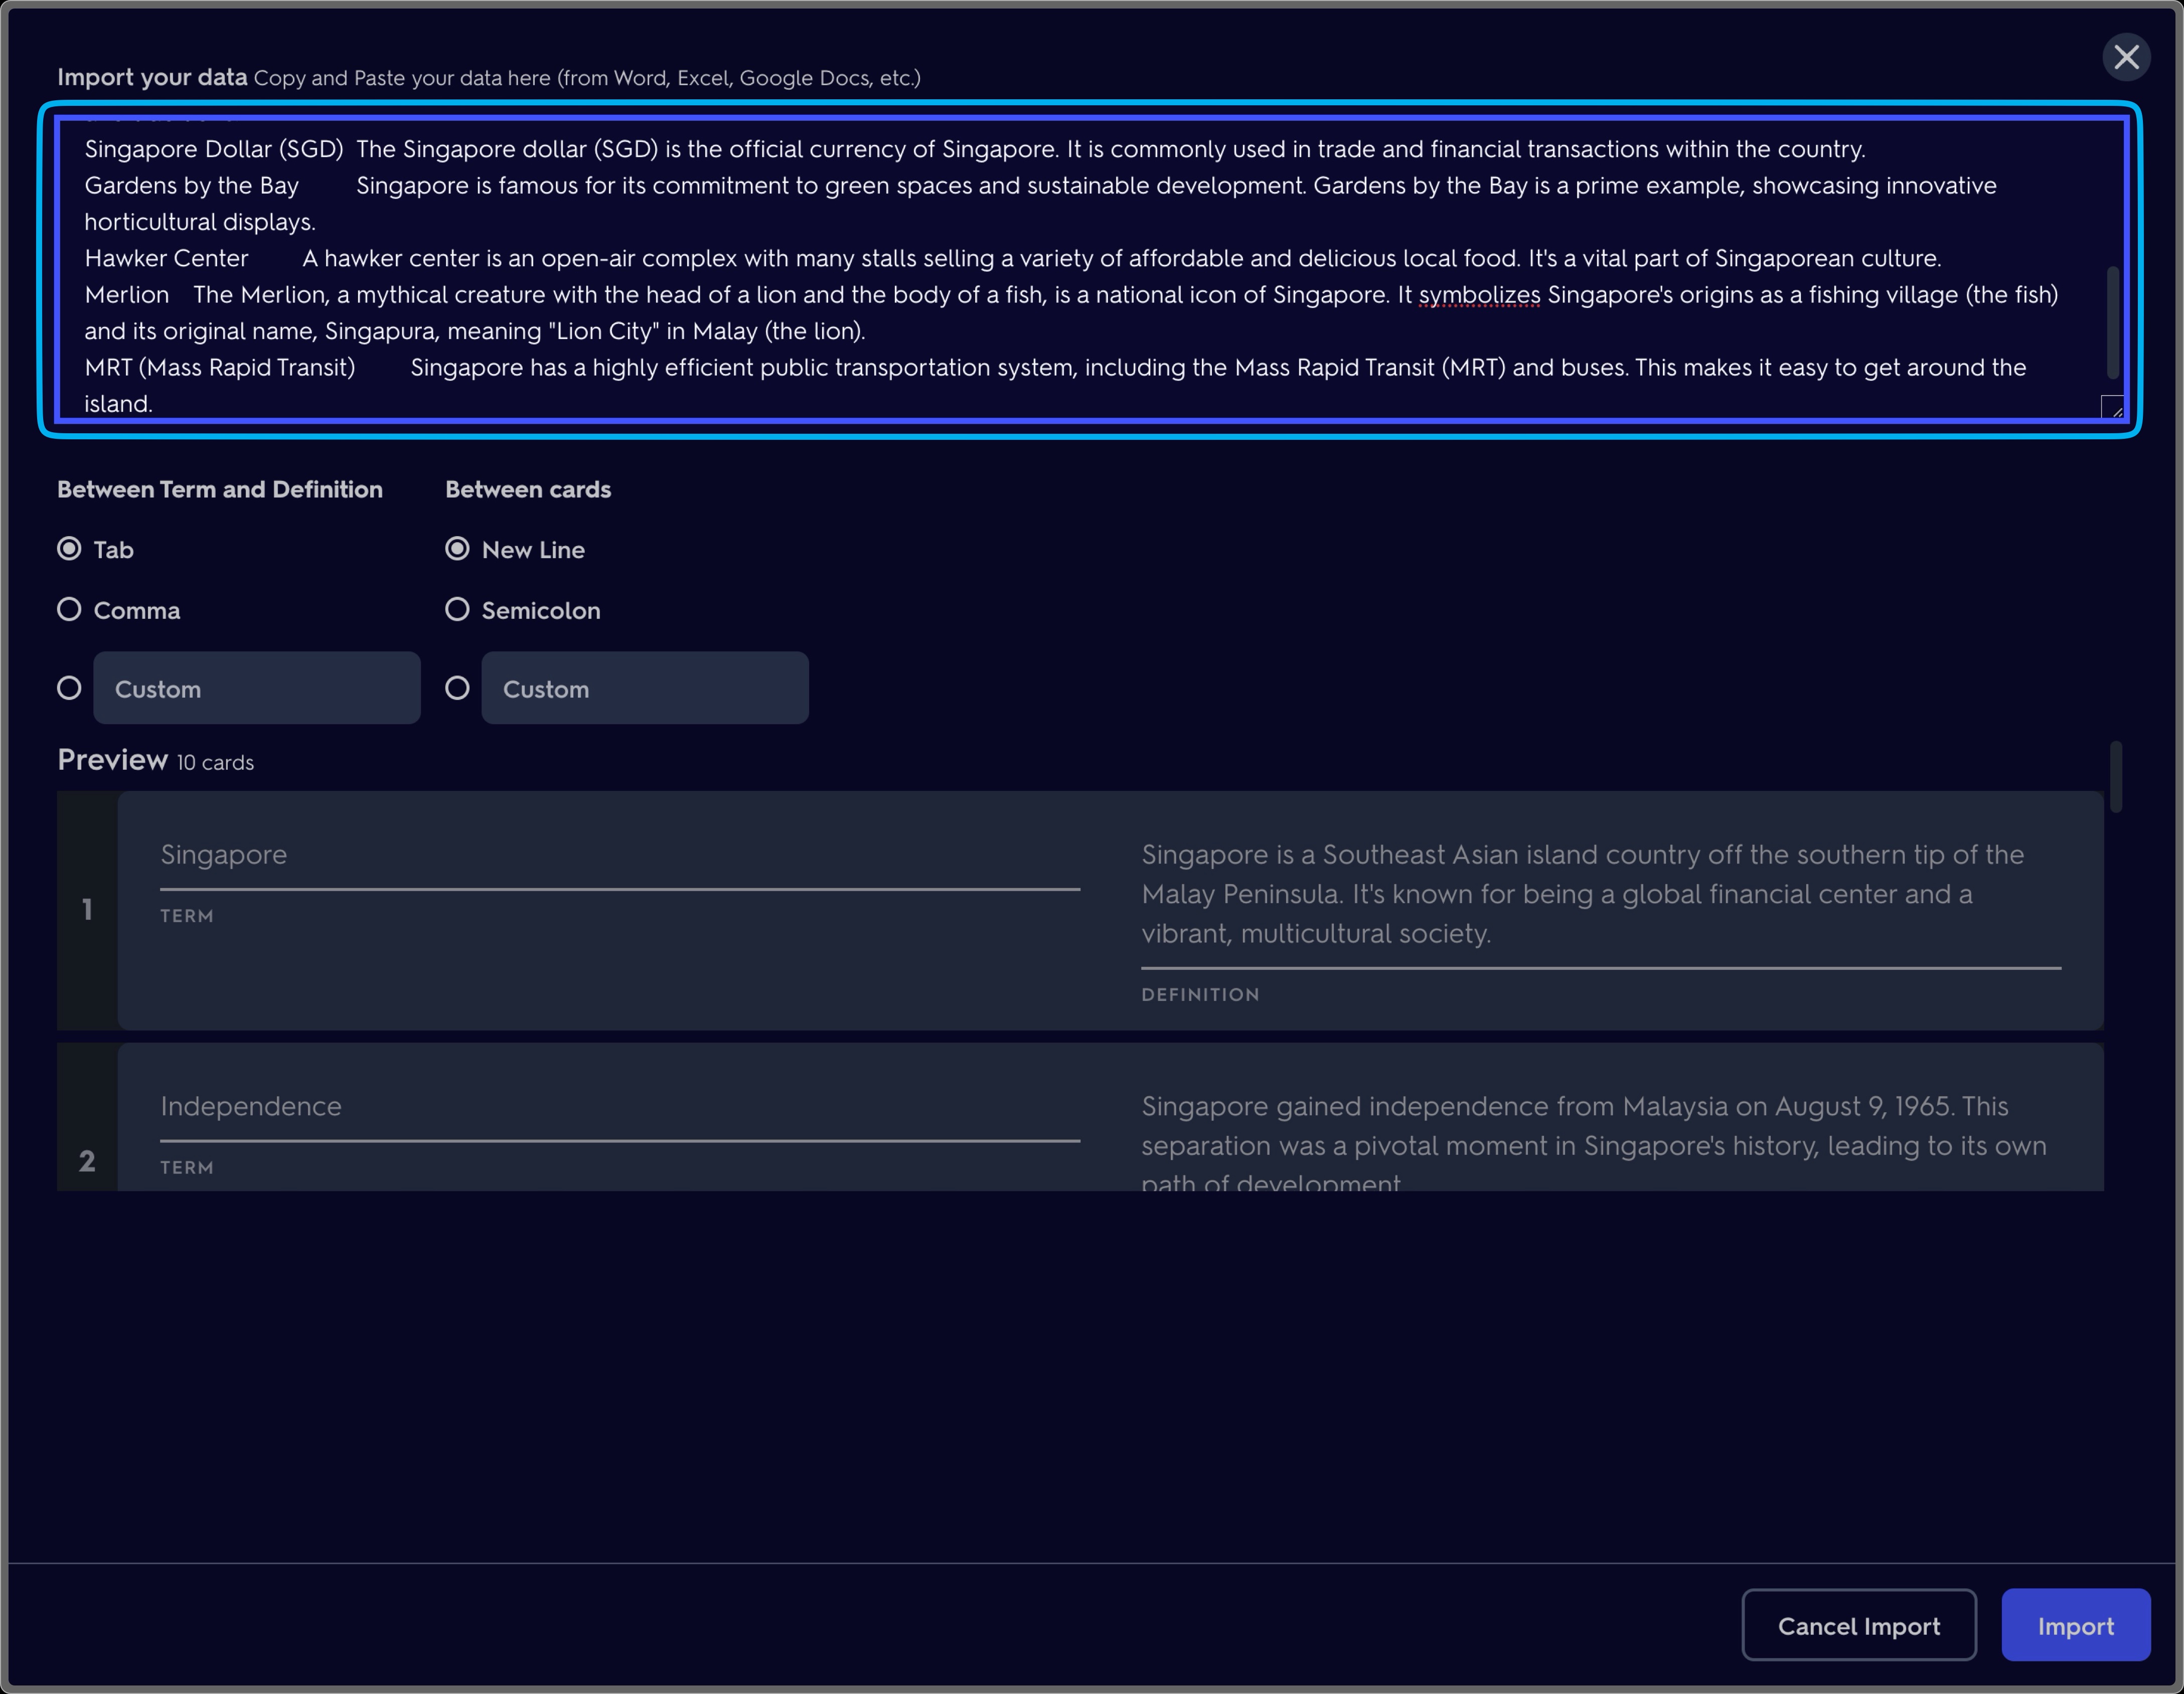 Import your data Copy and Paste your data here (from Word, Excel, Google Docs, etc.)
Singapore Dollar (SGD) The Singapore dollar (SGD) is the official currency of Singapore. It is commonly used in trade and financial transactions within the country.
Gardens by the Bay Singapore is famous for its commitment to green spaces and sustainable development. Gardens by the Bay is a prime example, showcasing innovative
horticultural displays.
Hawker Center A hawker center is an open-air complex with many stalls selling a variety of affordable and delicious local food. It's a vital part of Singaporean culture.
Merlion The Merlion, a mythical creature with the head of a lion and the body of a fish, is a national icon of Singapore. It symbolizes Singapore's origins as a fishing village (the fish)
and its original name, Singapura, meaning "Lion City" in Malay (the lion).
MRT (Mass Rapid Transit) Singapore has a highly efficient public transportation system, including the Mass Rapid Transit (MRT) and buses. This makes it easy to get around the
island.
Between Term and Definition Between cards
Tab New Line
Comma Semicolon
Custom Custom
Preview 10 cards
1
Singapore
TERM
Singapore is a Southeast Asian island country off the southern tip of the
Malay Peninsula. It's known for being a global financial center and a
vibrant, multicultural society.
DEFINITION
2
Independence
TERM
Singapore gained independence from Malaysia on August 9, 1965. This
separation was a pivotal moment in Singapore's history, leading to its own
path of development
Cancel Import Import